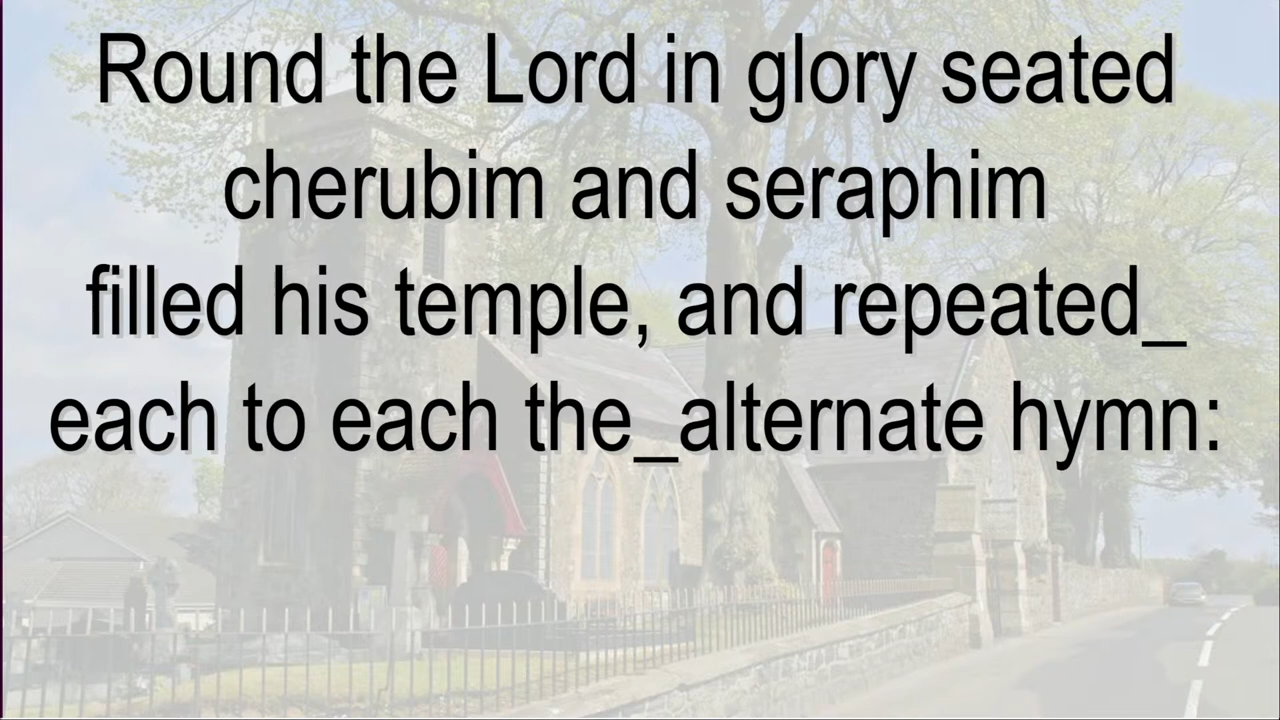 Round the Lord in glory seated
cherubim and seraphim
filled his temple, and repeated_
each to each the_alternate hymn: